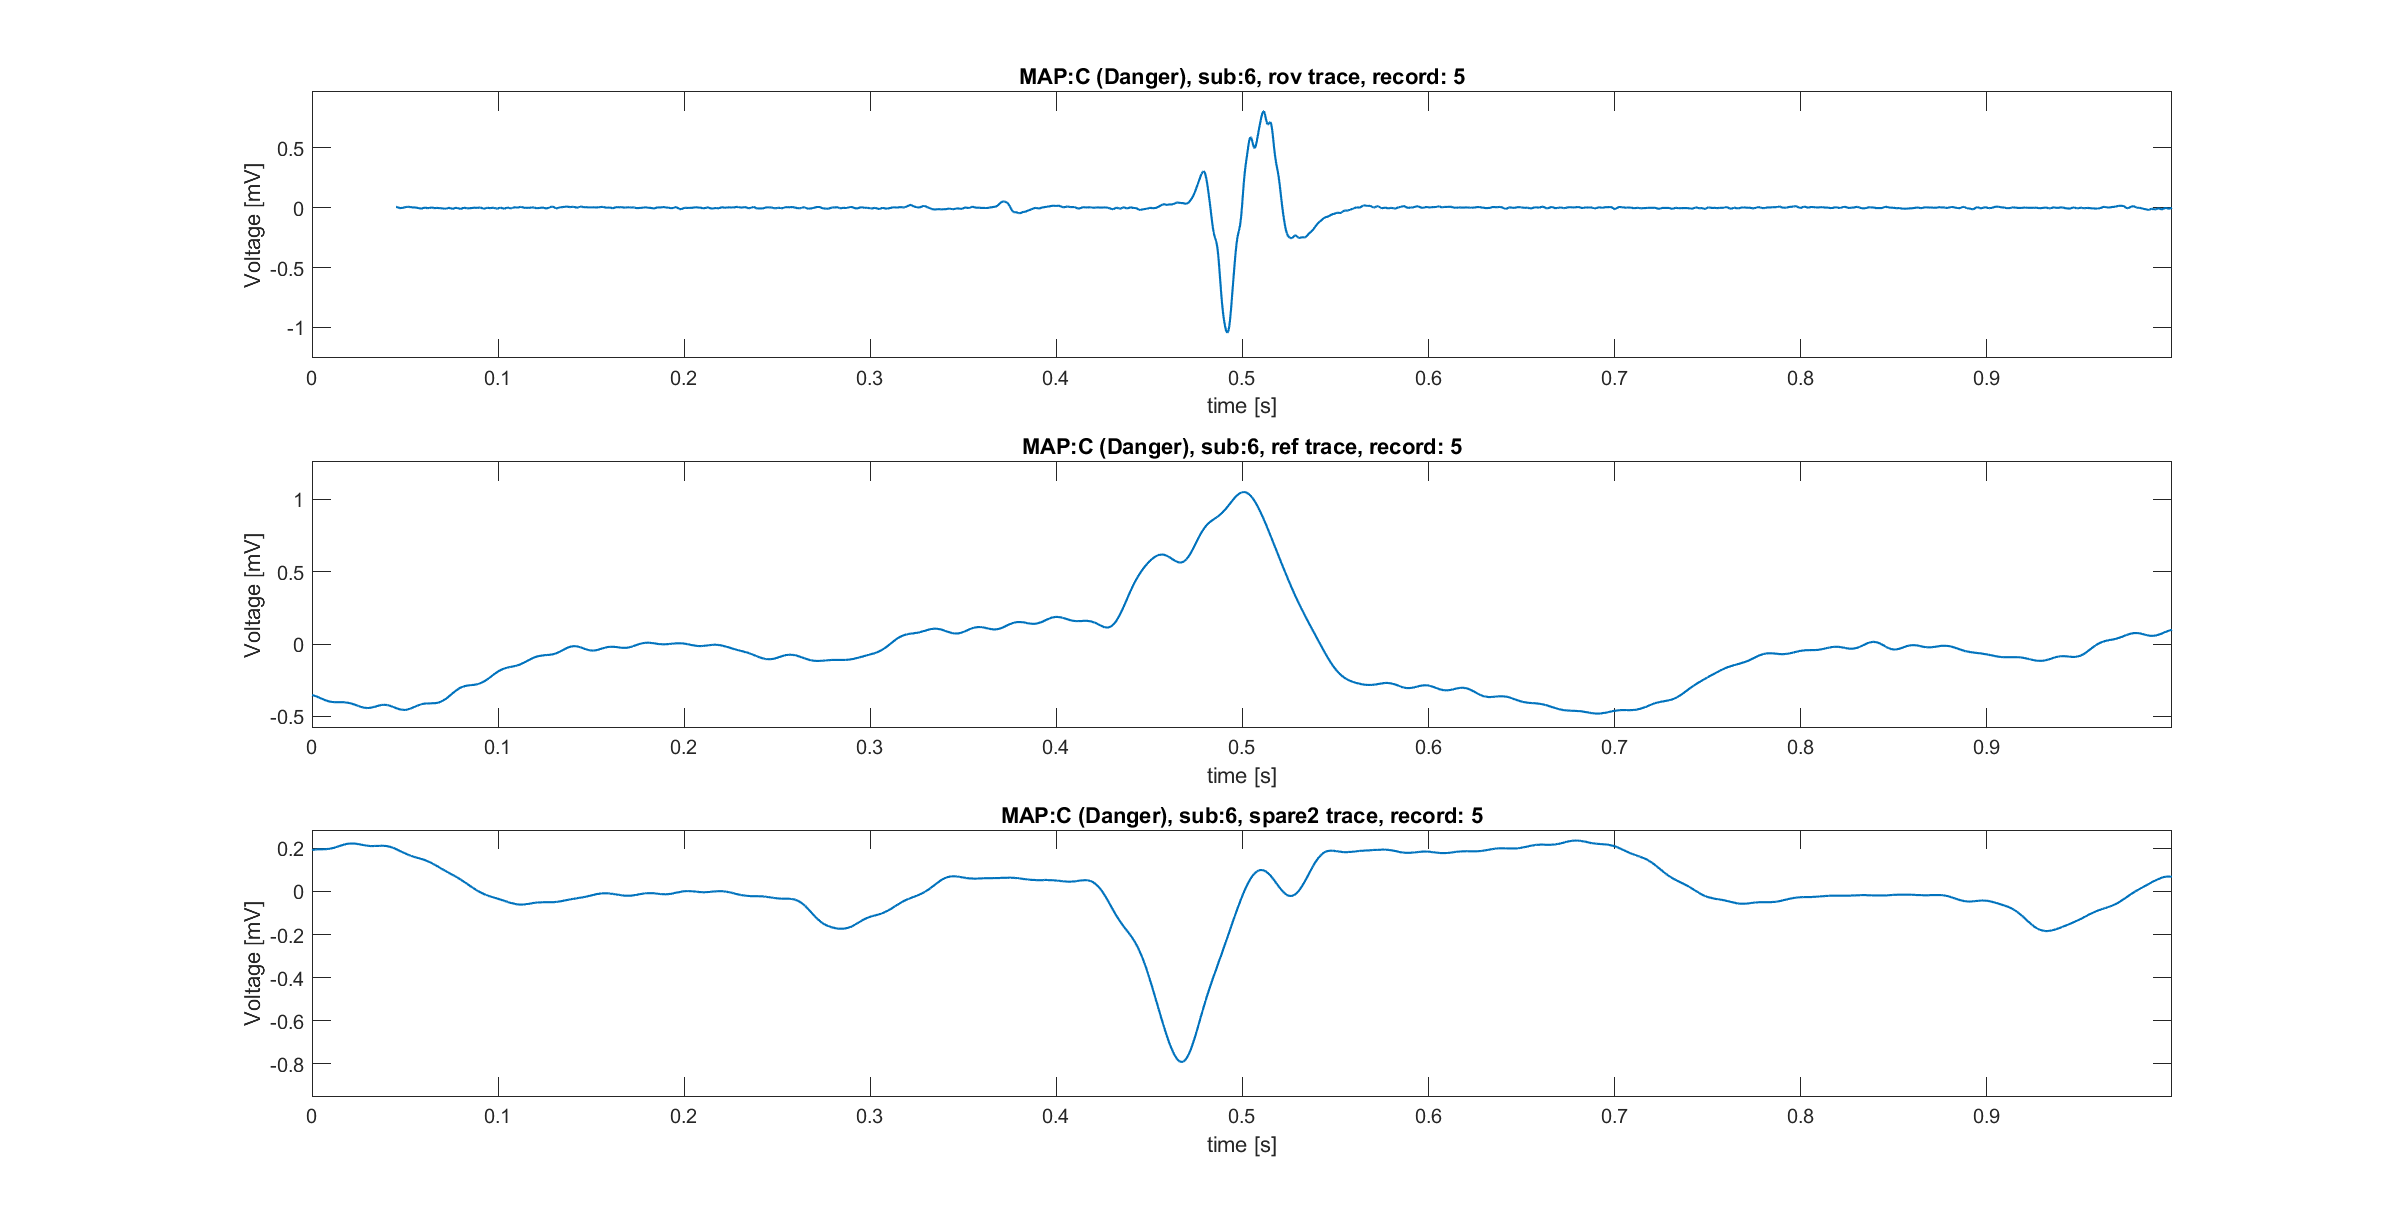 MAP:C (Danger), sub:6, rov trace, record: 5
Voltage [mV]
0.5
0
-0.5
-1
0 0.1 0.2 0.3 0.4 0.5 0.6 0.7 0.8 0.9
time [s]
MAP:C (Danger), sub:6, ref trace, record: 5
Voltage [mV]
1
0.5
0
-0.5
0 0.1 0.2 0.3 0.4 0.5 0.6 0.7 0.8 0.9
time [s]
MAP:C (Danger), sub:6, spare2 trace, record: 5
Voltage [mV]
0.2
0
-0.2
-0.4
-0.6
-0.8
0 0.1 0.2 0.3 0.4 0.5 0.6 0.7 0.8 0.9
time [s]